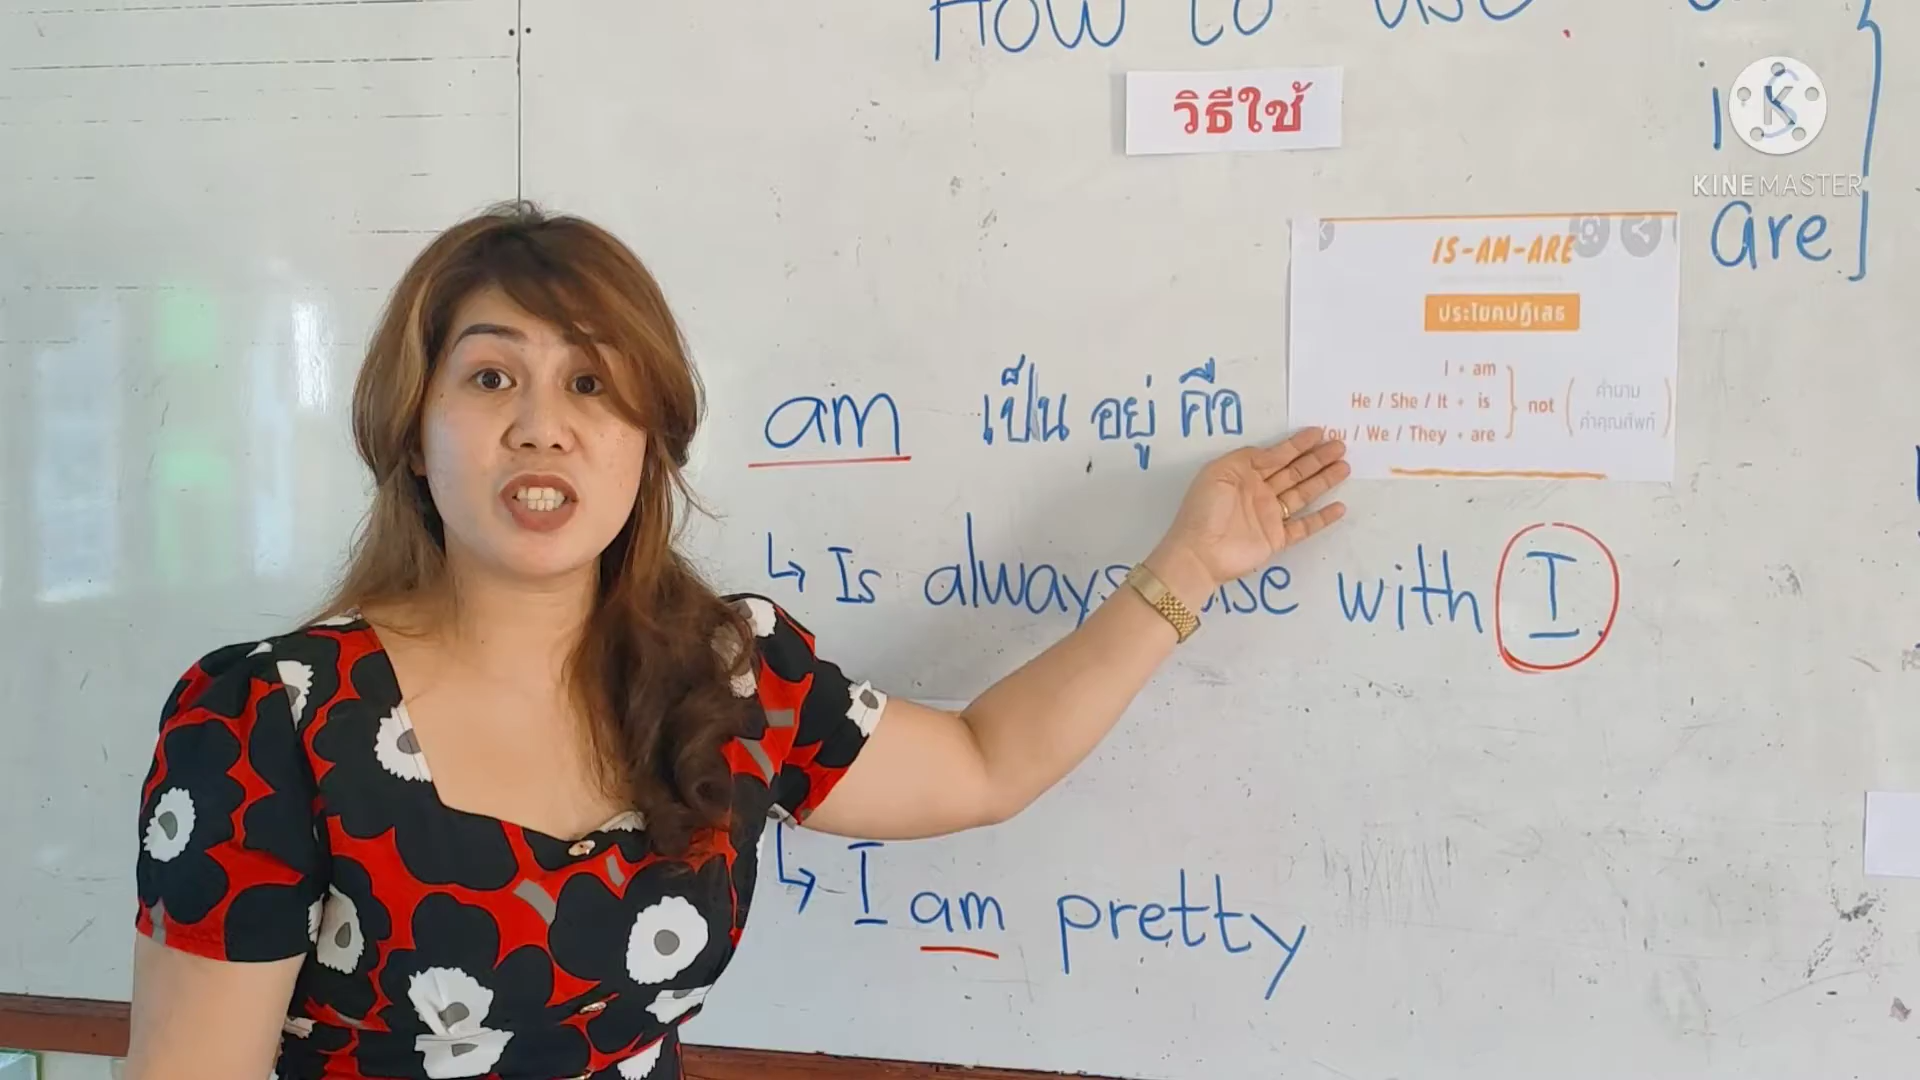 How to use
วิธีใช้
is
are
KINEMASTER
IS-AM-ARE
ประโยคปฏิเสธ
I + am
He / She / It + is
You / We / They + are
not
คำนาม
คำคุณศัพท์
am เป็น อยู่ คือ
↳ Is always use with I.
↳ I am pretty